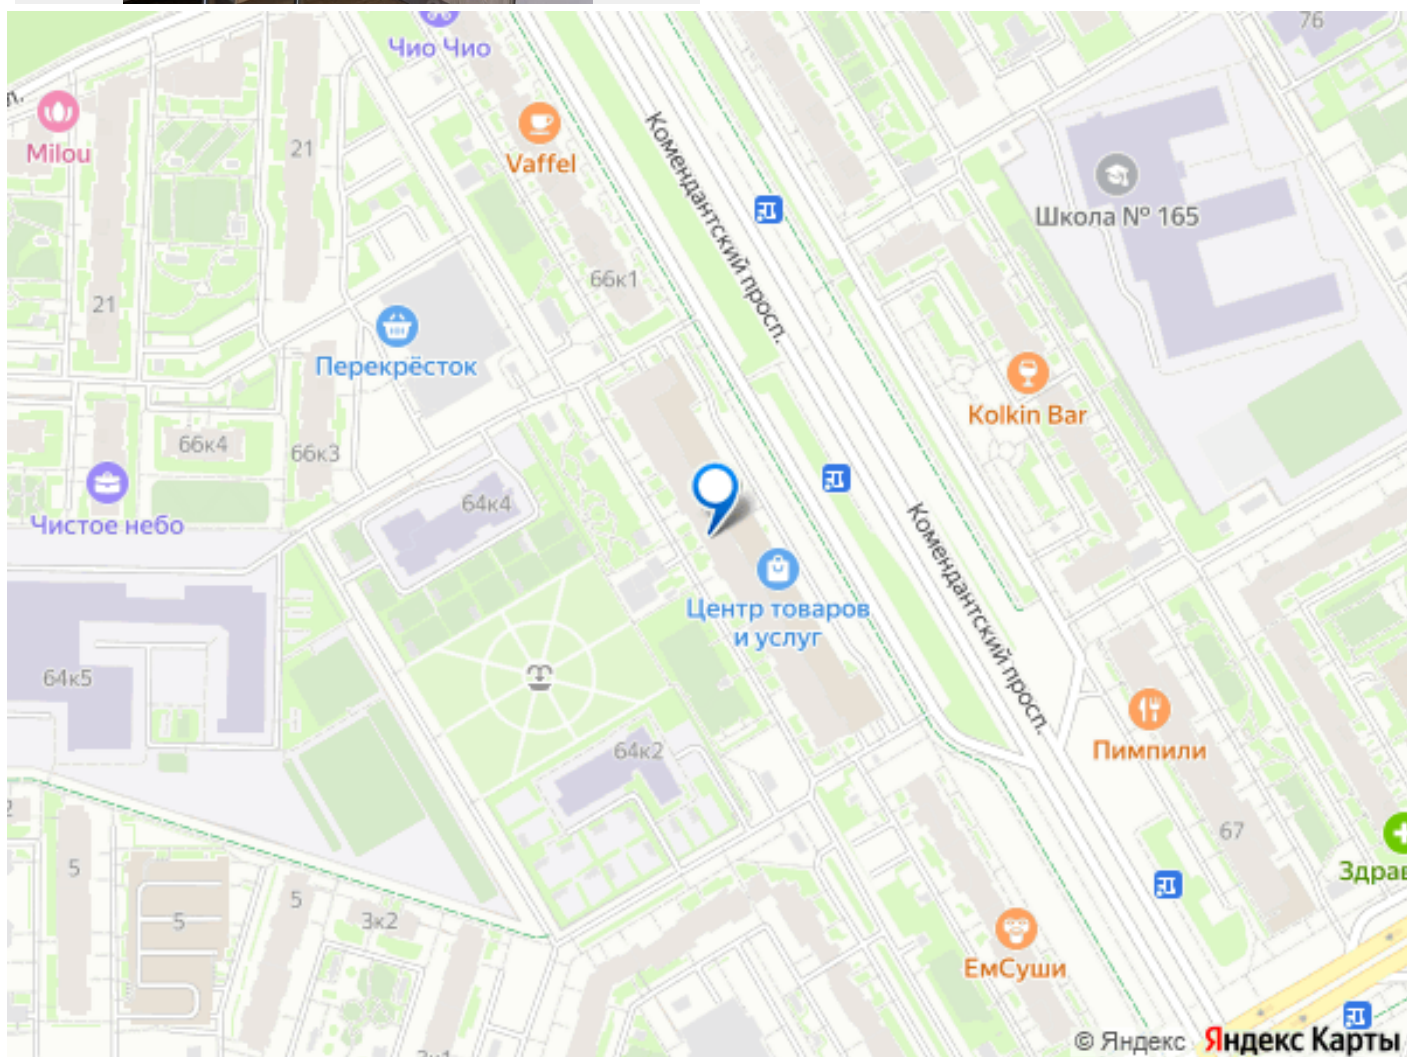 Чио Чио
76
Milou
21
Vaffel
Комендантский просп.
Школа № 165
66к1
21
Перекрёсток
Kolkin Bar
66к4
66к3
64к4
Чистое небо
Комендантский просп.
Центр товаров
и услуг
64к5
64к2
Пимпили
67
5
Здрав
5
3к2
5
ЕмСуши
© Яндекс Яндекс Карты